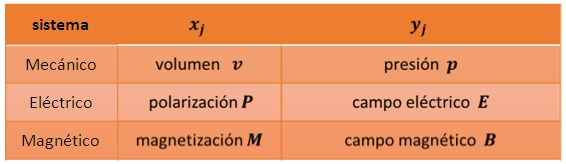 sistema x_j y_j
Mecánico volumen v presión p
Eléctrico polarización P campo eléctrico E
Magnético magnetización M campo magnético B